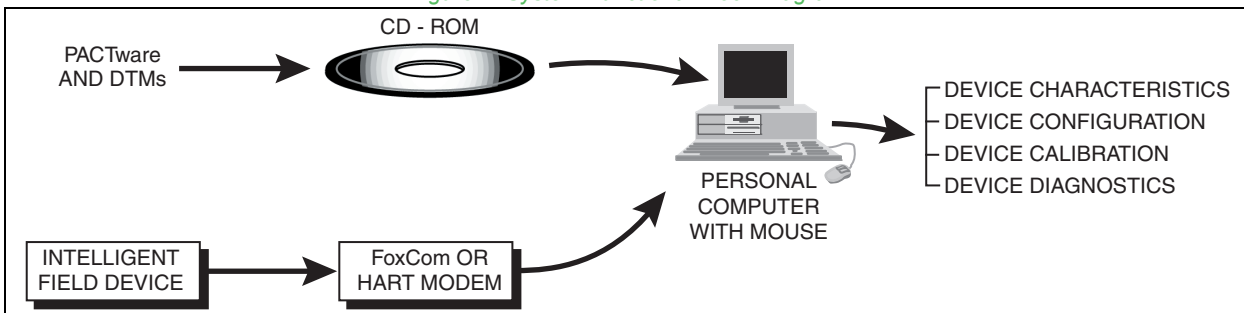 CD - ROM
PACTware
AND DTMs
DEVICE CHARACTERISTICS
DEVICE CONFIGURATION
DEVICE CALIBRATION
DEVICE DIAGNOSTICS
PERSONAL
COMPUTER
WITH MOUSE
INTELLIGENT
FIELD DEVICE
FoxCom OR
HART MODEM